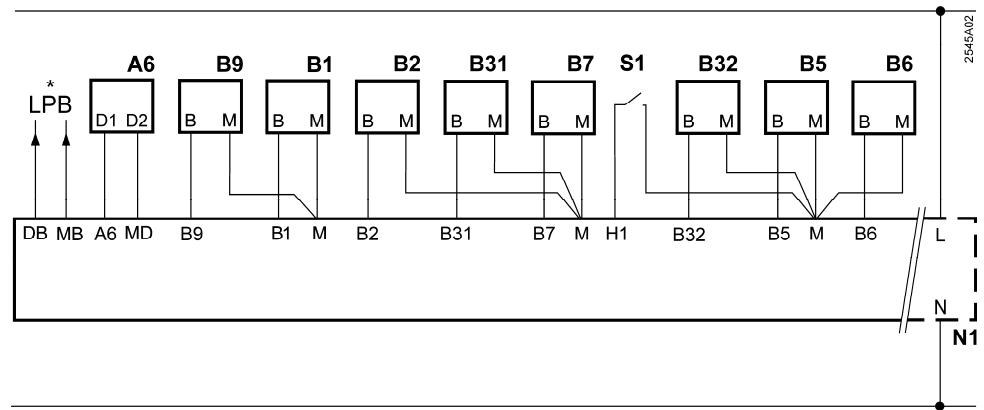 2545A02
A6 B9 B1 B2 B31 B7 S1 B32 B5 B6
*
LPB
D1 D2 B M B M B M B M B M B M B M B M
DB MB A6 MD B9 B1 M B2 B31 B7 M H1 B32 B5 M B6 L
N
N1